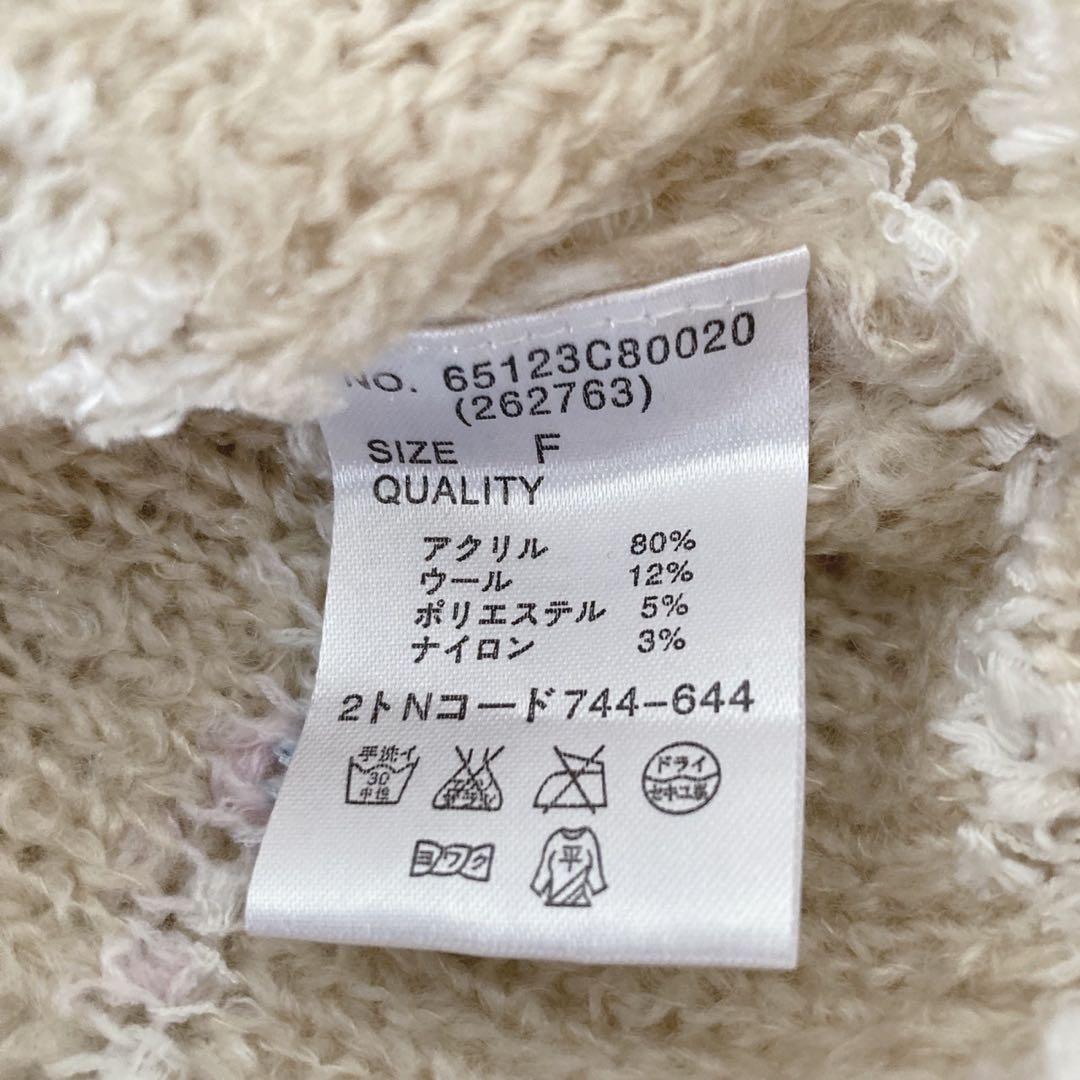 NO. 65123C80020
(262763)
SIZE F
QUALITY
アクリル 80%
ウール 12%
ポリエステル 5%
ナイロン 3%
2トNコード744-644
手洗イ
30
中性
ドライ
セキユ系
ヨワク
平